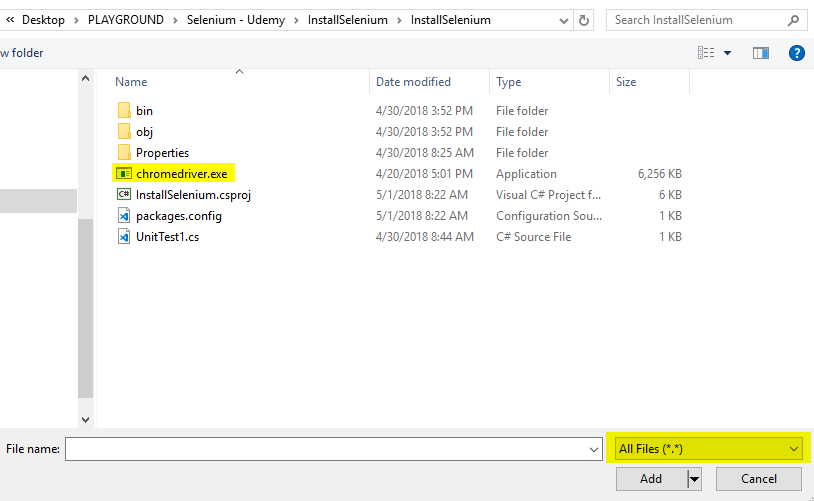 « Desktop > PLAYGROUND > Selenium - Udemy > InstallSelenium > InstallSelenium Search InstallSelenium
w folder ?
Name Date modified Type Size
bin 4/30/2018 3:52 PM File folder
obj 4/30/2018 3:52 PM File folder
Properties 4/30/2018 8:25 AM File folder
chromedriver.exe 4/20/2018 5:01 PM Application 6,256 KB
C# InstallSelenium.csproj 5/1/2018 8:22 AM Visual C# Project f... 6 KB
packages.config 5/1/2018 8:22 AM Configuration Sou... 1 KB
UnitTest1.cs 4/30/2018 8:44 AM C# Source File 1 KB
File name: All Files (*.*)
Add Cancel